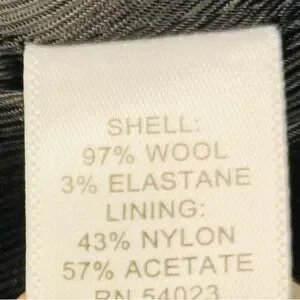 SHELL:
97% WOOL
3% ELASTANE
LINING:
43% NYLON
57% ACETATE
RN 54023